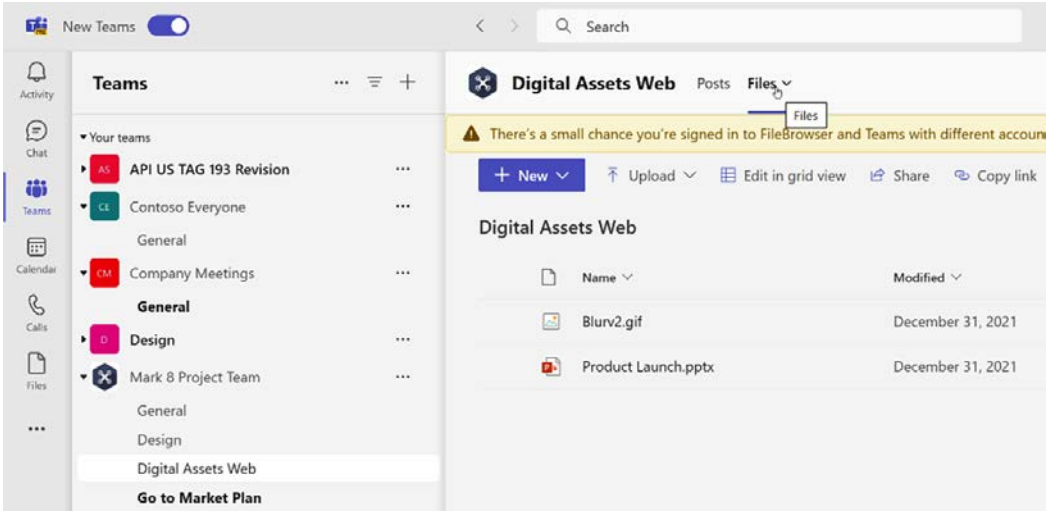 New Teams
Search
Activity
Chat
Teams
Calendar
Calls
Files
Teams
Your teams
AS API US TAG 193 Revision
CE Contoso Everyone
General
CM Company Meetings
General
D Design
Mark 8 Project Team
General
Design
Digital Assets Web
Go to Market Plan
Digital Assets Web Posts Files
Files
There's a small chance you're signed in to FileBrowser and Teams with different accoun
New Upload Edit in grid view Share Copy link
Digital Assets Web
Name Modified
Blurv2.gif December 31, 2021
Product Launch.pptx December 31, 2021